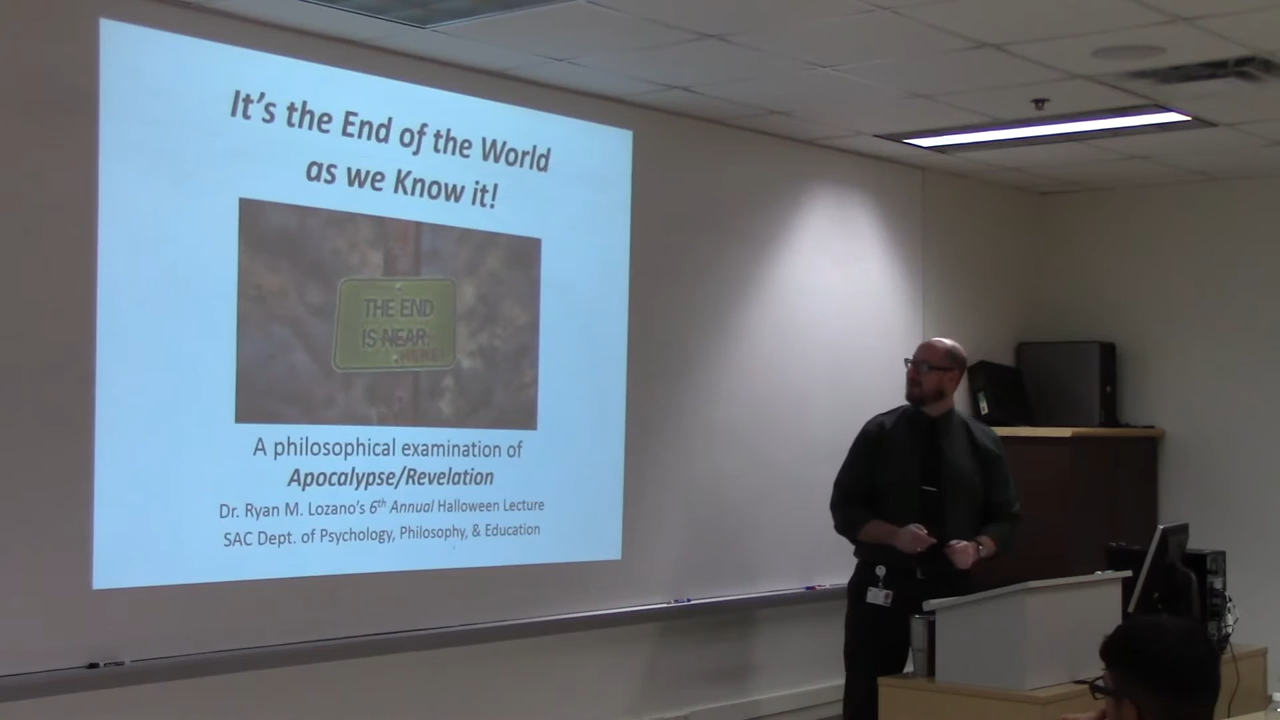 It's the End of the World
as we Know it!
THE END
IS NEAR
HERE!
A philosophical examination of
Apocalypse/Revelation
Dr. Ryan M. Lozano's 6th Annual Halloween Lecture
SAC Dept. of Psychology, Philosophy, & Education